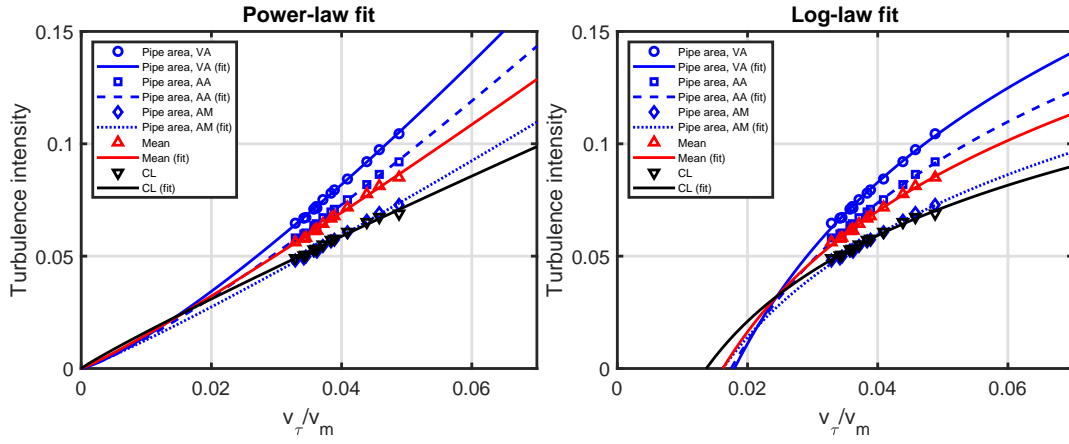 Power-law fit
0.15
0.1
0.05
0
Turbulence intensity
Pipe area, VA
Pipe area, VA (fit)
Pipe area, AA
Pipe area, AA (fit)
Pipe area, AM
Pipe area, AM (fit)
Mean
Mean (fit)
CL
CL (fit)
0 0.02 0.04 0.06
v_τ/v_m
Log-law fit
0.15
0.1
0.05
0
Turbulence intensity
Pipe area, VA
Pipe area, VA (fit)
Pipe area, AA
Pipe area, AA (fit)
Pipe area, AM
Pipe area, AM (fit)
Mean
Mean (fit)
CL
CL (fit)
0 0.02 0.04 0.06
v_τ/v_m